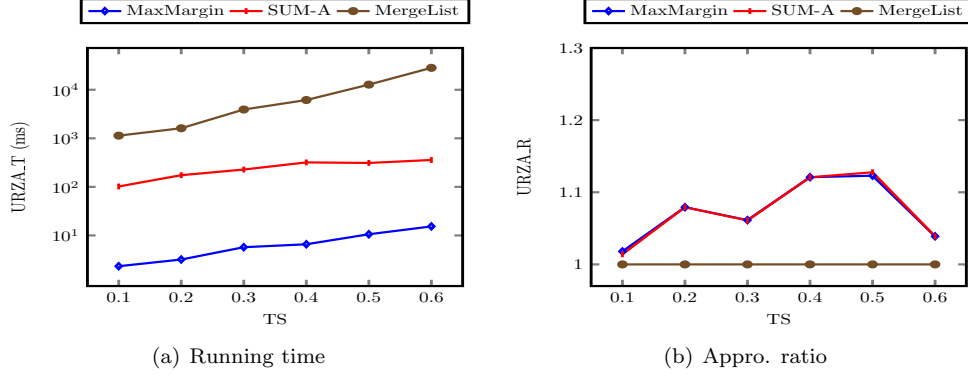 MaxMargin SUM-A MergeList
10^4
10^3
10^2
10^1
URZA_T (ms)
0.1 0.2 0.3 0.4 0.5 0.6
TS
(a) Running time
MaxMargin SUM-A MergeList
1.3
1.2
1.1
1
URZA_R
0.1 0.2 0.3 0.4 0.5 0.6
TS
(b) Appro. ratio